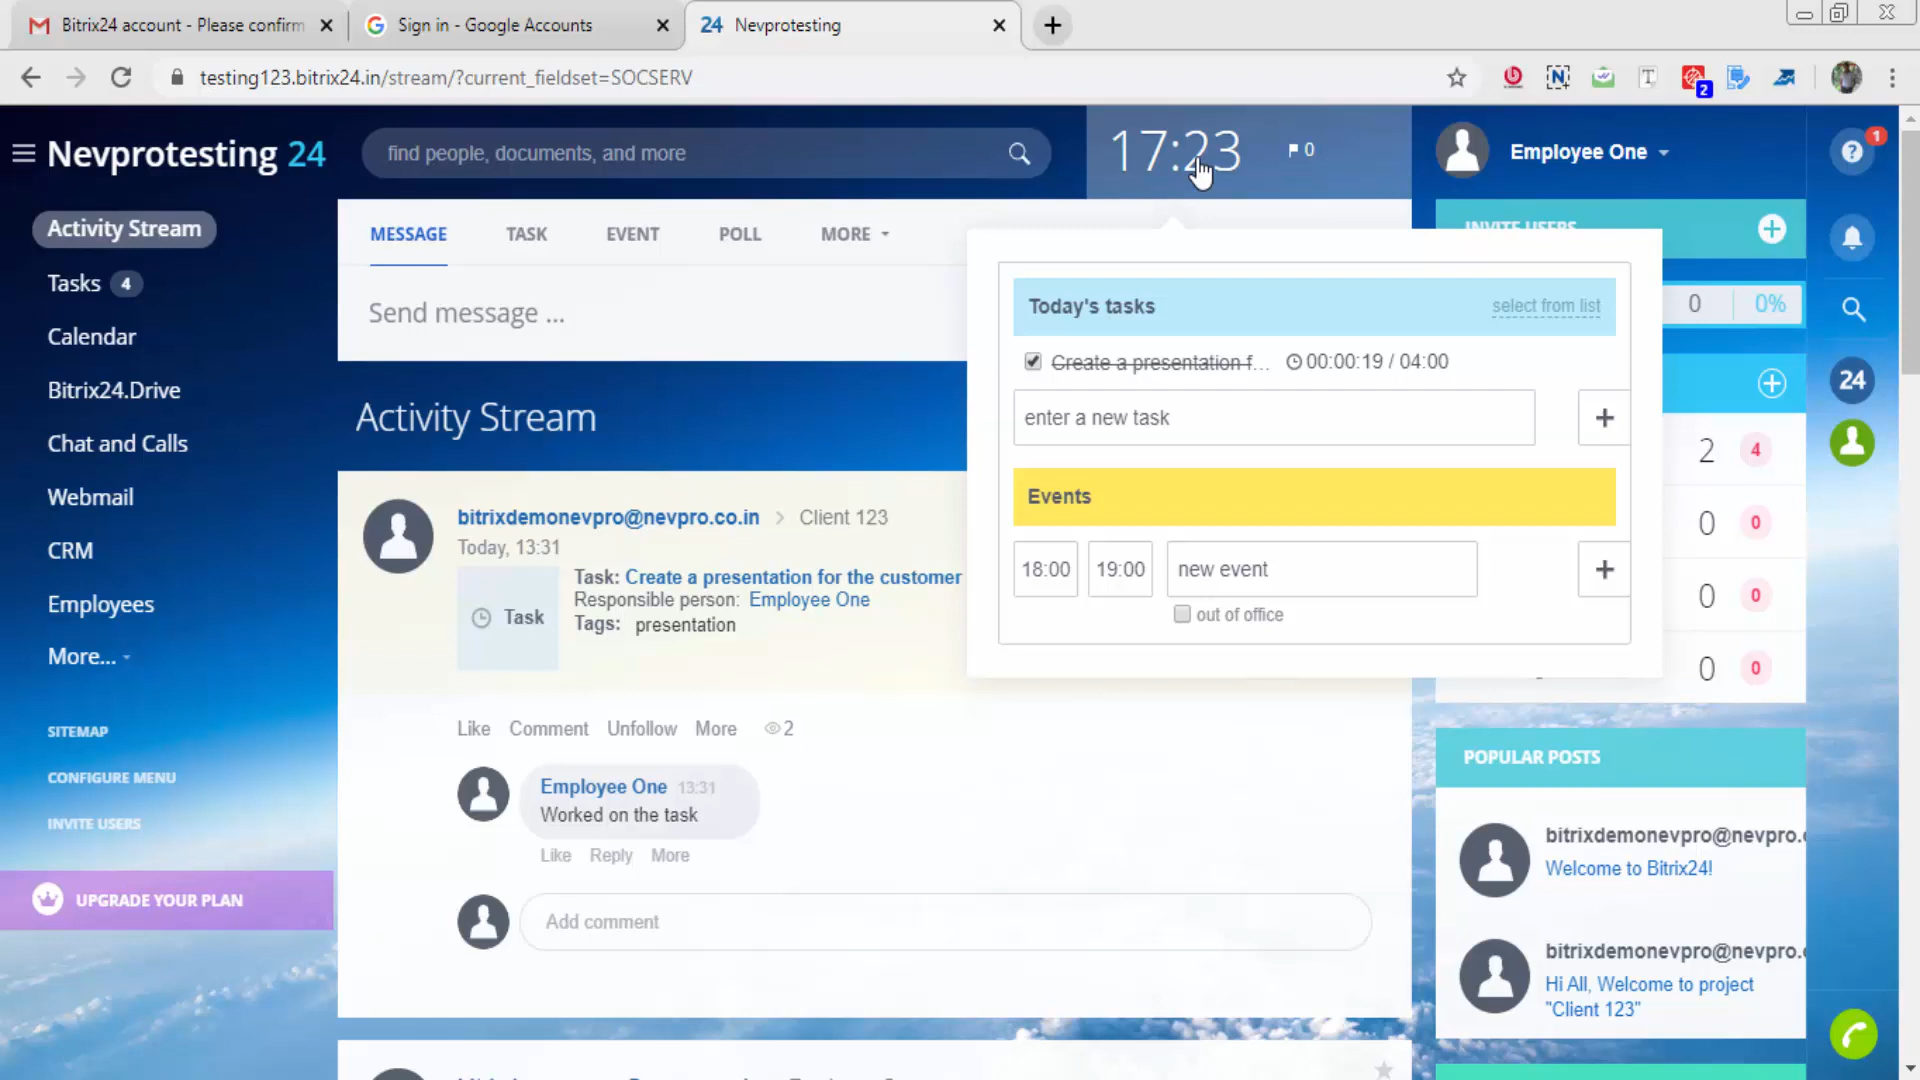 Bitrix24 account - Please confirm
Sign in - Google Accounts
24 Nevprotesting
testing123.bitrix24.in/stream/?current_fieldset=SOCSERV
2
Nevprotesting 24
find people, documents, and more
17:23
0
Employee One
1
Activity Stream
Tasks 4
Calendar
Bitrix24.Drive
Chat and Calls
Webmail
CRM
Employees
More...
SITEMAP
CONFIGURE MENU
INVITE USERS
UPGRADE YOUR PLAN
MESSAGE TASK EVENT POLL MORE
Send message ...
Activity Stream
bitrixdemonevpro@nevpro.co.in > Client 123
Today, 13:31
Task
Task: Create a presentation for the customer
Responsible person: Employee One
Tags: presentation
Like Comment Unfollow More 2
Employee One 13:31
Worked on the task
Like Reply More
Add comment
Today's tasks select from list
Create a presentation f... 00:00:19 / 04:00
enter a new task +
Events
18:00 19:00 new event +
out of office
INVITE USERS
0 0%
2 4
0 0
0 0
0 0
24
POPULAR POSTS
bitrixdemonevpro@nevpro.c
Welcome to Bitrix24!
bitrixdemonevpro@nevpro.c
Hi All, Welcome to project
"Client 123"